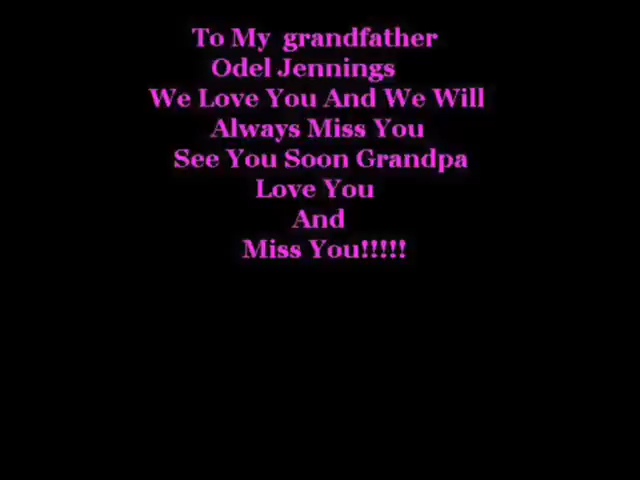 To My grandfather
Odel Jennings
We Love You And We Will
Always Miss You
See You Soon Grandpa
Love You
And
Miss You!!!!!